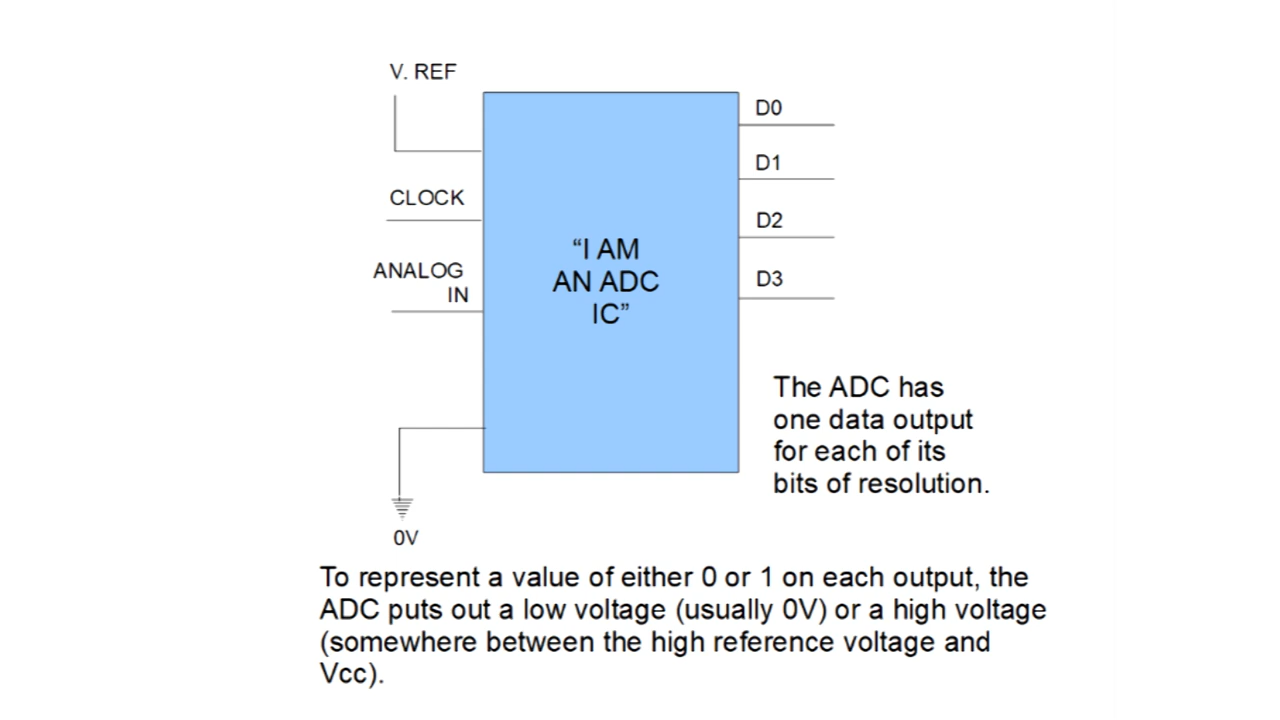 V. REF
CLOCK
ANALOG
IN
0V
“I AM
AN ADC
IC”
D0
D1
D2
D3
The ADC has
one data output
for each of its
bits of resolution.
To represent a value of either 0 or 1 on each output, the
ADC puts out a low voltage (usually 0V) or a high voltage
(somewhere between the high reference voltage and
Vcc).